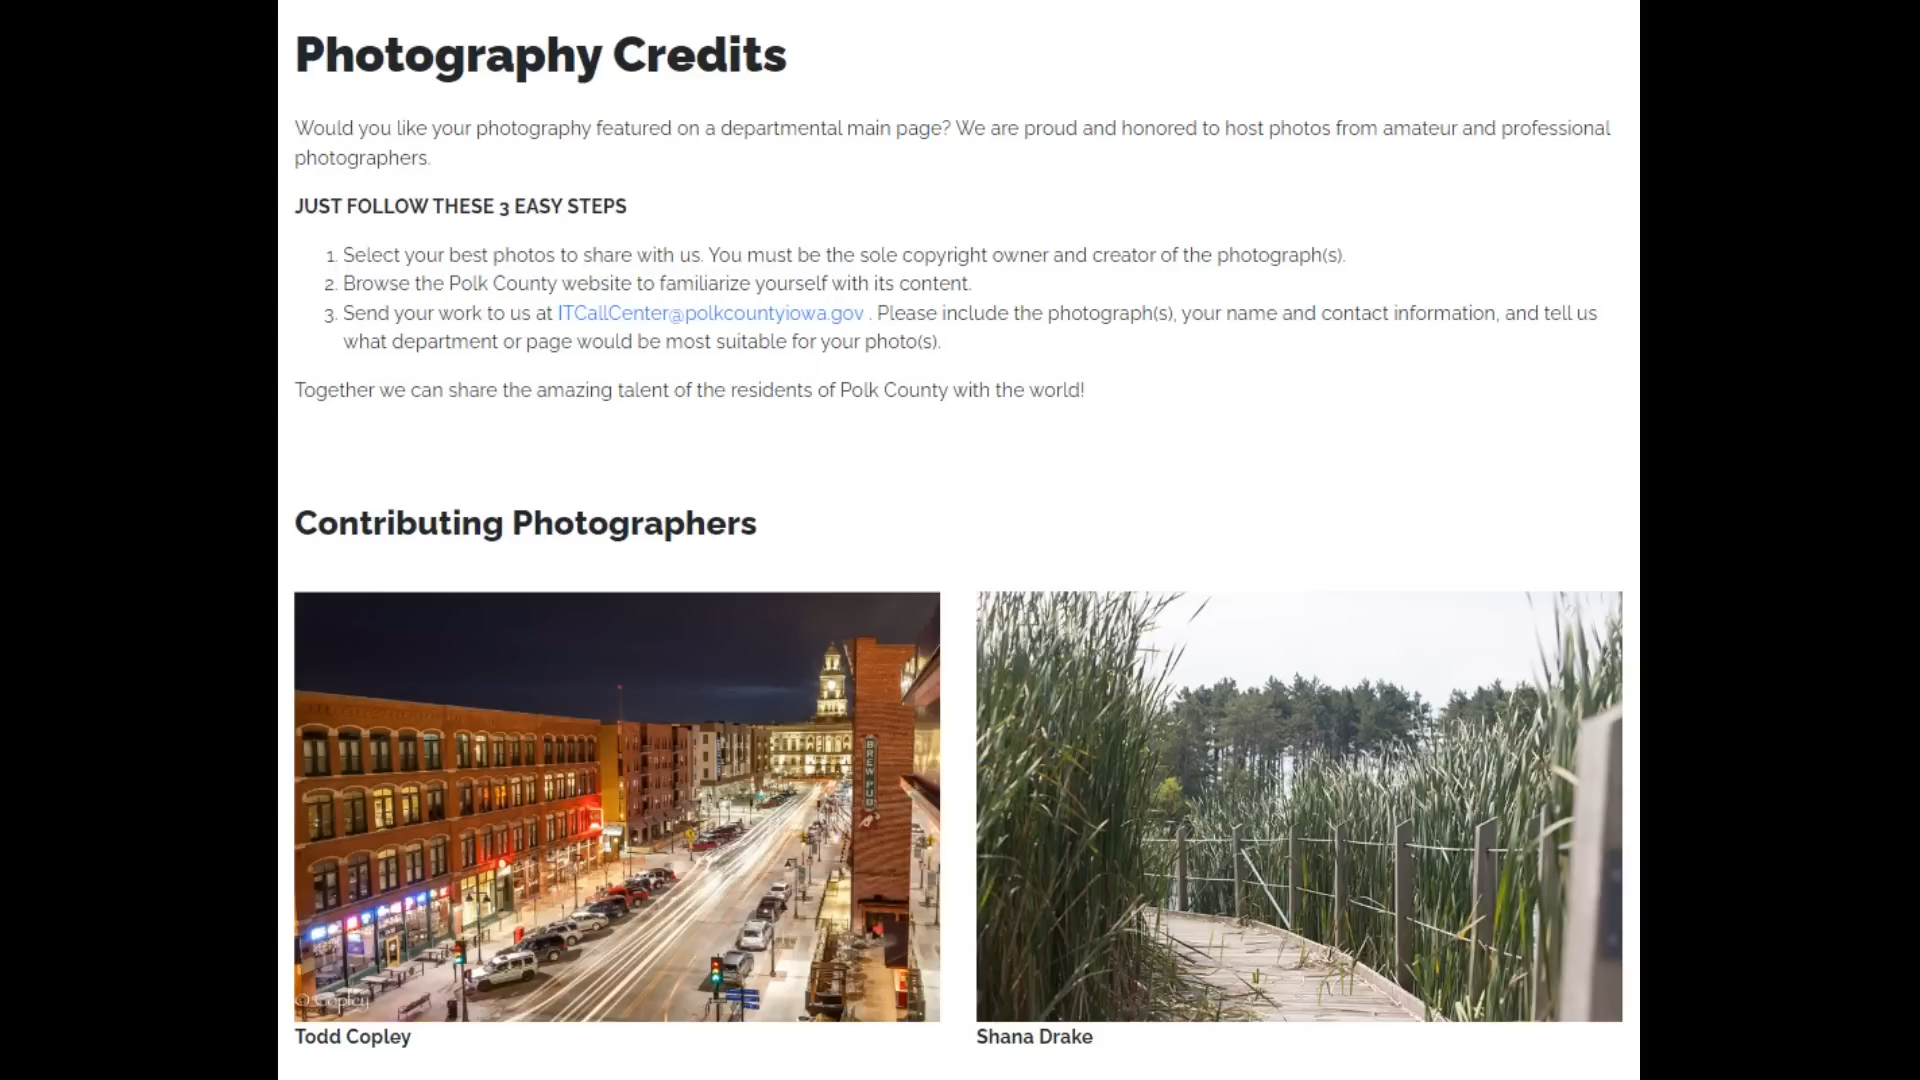 Photography Credits
Would you like your photography featured on a departmental main page? We are proud and honored to host photos from amateur and professional
photographers.
JUST FOLLOW THESE 3 EASY STEPS
1. Select your best photos to share with us. You must be the sole copyright owner and creator of the photograph(s).
2. Browse the Polk County website to familiarize yourself with its content.
3. Send your work to us at ITCallCenter@polkcountyiowa.gov . Please include the photograph(s), your name and contact information, and tell us
what department or page would be most suitable for your photo(s).
Together we can share the amazing talent of the residents of Polk County with the world!
Contributing Photographers
BREW PUB
© Copley
Todd Copley
Shana Drake